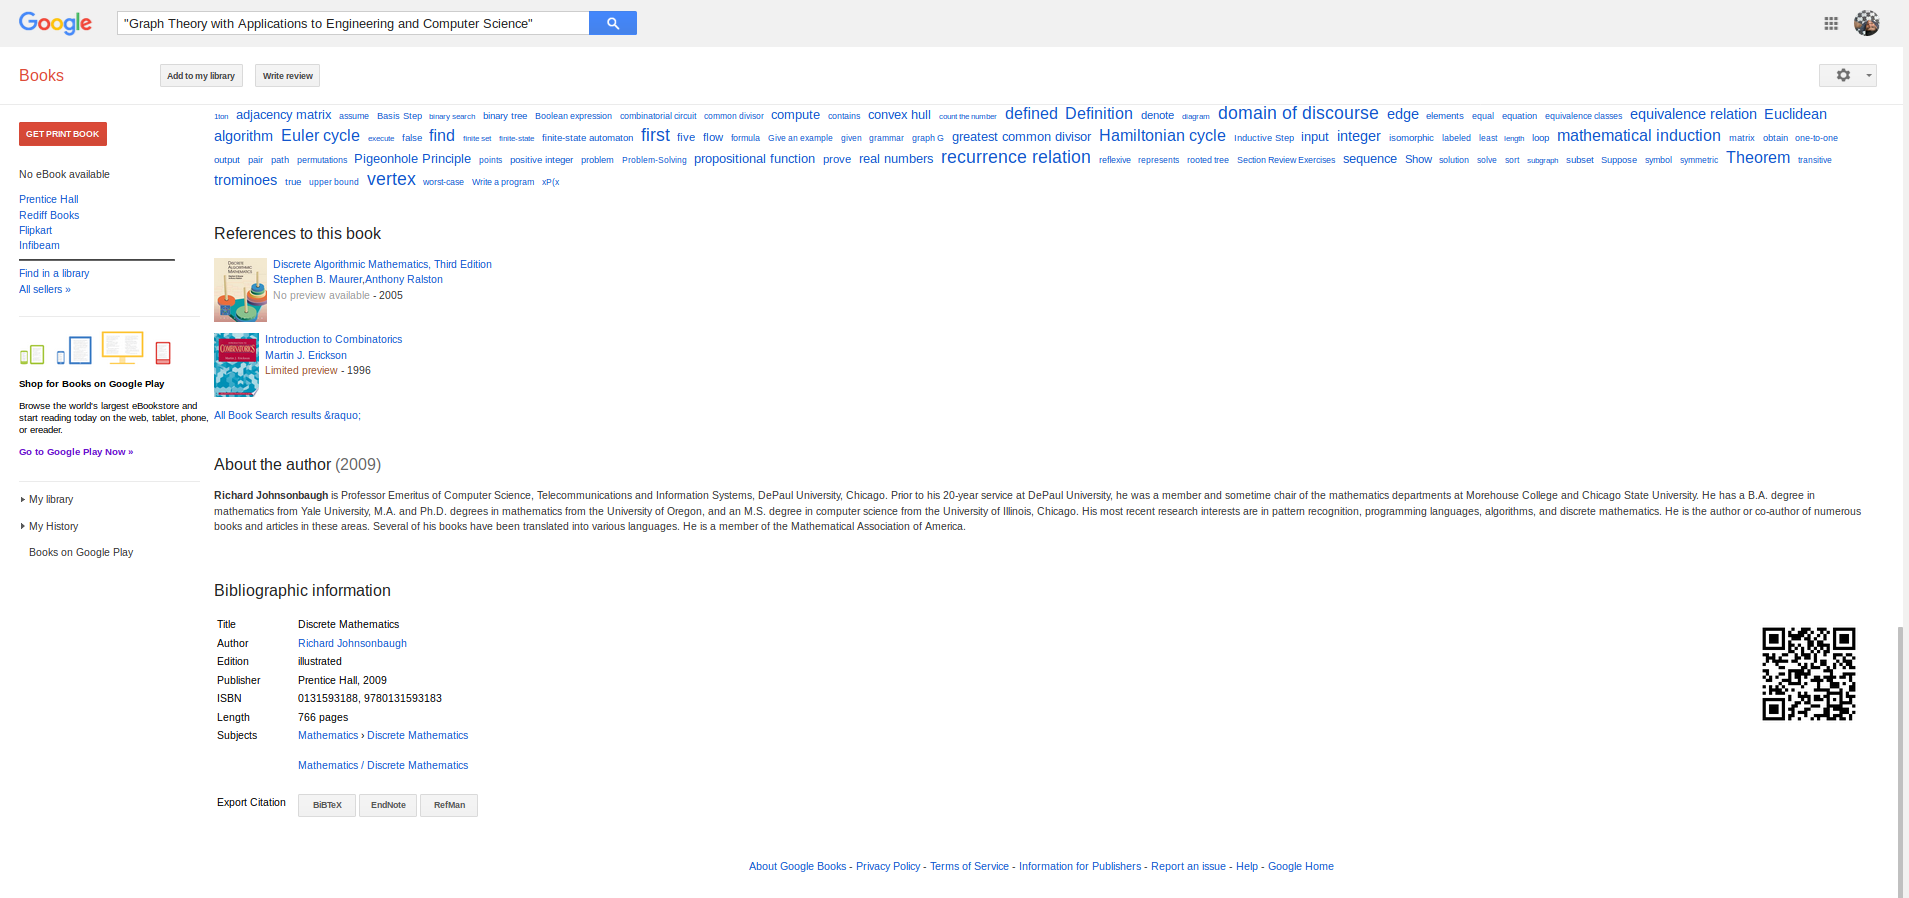 Google "Graph Theory with Applications to Engineering and Computer Science"
Books Add to my library Write review
1ton adjacency matrix assume Basis Step binary search binary tree Boolean expression combinatorial circuit common divisor compute contains convex hull count the number defined Definition denote diagram domain of discourse edge elements equal equation equivalence classes equivalence relation Euclidean
algorithm Euler cycle execute false find finite set finite-state finite-state automaton first five flow formula Give an example given grammar graph G greatest common divisor Hamiltonian cycle Inductive Step input integer isomorphic labeled least length loop mathematical induction matrix obtain one-to-one
output pair path permutations Pigeonhole Principle points positive integer problem Problem-Solving propositional function prove real numbers recurrence relation reflexive represents rooted tree Section Review Exercises sequence Show solution solve sort subgraph subset Suppose symbol symmetric Theorem transitive
trominoes true upper bound vertex worst-case Write a program xP(x
GET PRINT BOOK
No eBook available
Prentice Hall
Rediff Books
Flipkart
Infibeam
Find in a library
All sellers »
Shop for Books on Google Play
Browse the world's largest eBookstore and
start reading today on the web, tablet, phone,
or ereader.
Go to Google Play Now »
My library
My History
Books on Google Play
References to this book
DISCRETE
ALGORITHMIC
MATHEMATICS
Discrete Algorithmic Mathematics, Third Edition
Stephen B. Maurer,Anthony Ralston
No preview available - 2005
COMBINATORICS
Introduction to Combinatorics
Martin J. Erickson
Limited preview - 1996
All Book Search results &raquo;
About the author (2009)
Richard Johnsonbaugh is Professor Emeritus of Computer Science, Telecommunications and Information Systems, DePaul University, Chicago. Prior to his 20-year service at DePaul University, he was a member and sometime chair of the mathematics departments at Morehouse College and Chicago State University. He has a B.A. degree in
mathematics from Yale University, M.A. and Ph.D. degrees in mathematics from the University of Oregon, and an M.S. degree in computer science from the University of Illinois, Chicago. His most recent research interests are in pattern recognition, programming languages, algorithms, and discrete mathematics. He is the author or co-author of numerous
books and articles in these areas. Several of his books have been translated into various languages. He is a member of the Mathematical Association of America.
Bibliographic information
Title Discrete Mathematics
Author Richard Johnsonbaugh
Edition illustrated
Publisher Prentice Hall, 2009
ISBN 0131593188, 9780131593183
Length 766 pages
Subjects Mathematics › Discrete Mathematics
Mathematics / Discrete Mathematics
Export Citation BiBTeX EndNote RefMan
About Google Books - Privacy Policy - Terms of Service - Information for Publishers - Report an issue - Help - Google Home